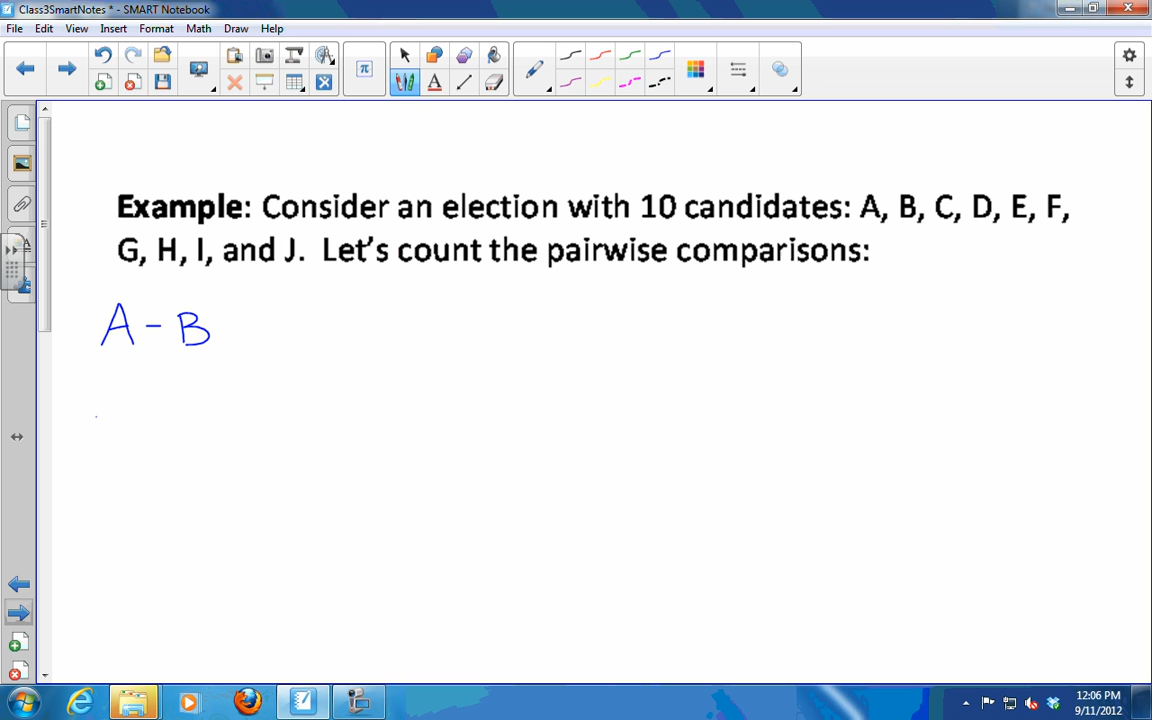 Class3SmartNotes * - SMART Notebook
File Edit View Insert Format Math Draw Help
Example: Consider an election with 10 candidates: A, B, C, D, E, F,
G, H, I, and J. Let's count the pairwise comparisons:
A - B
12:06 PM
9/11/2012